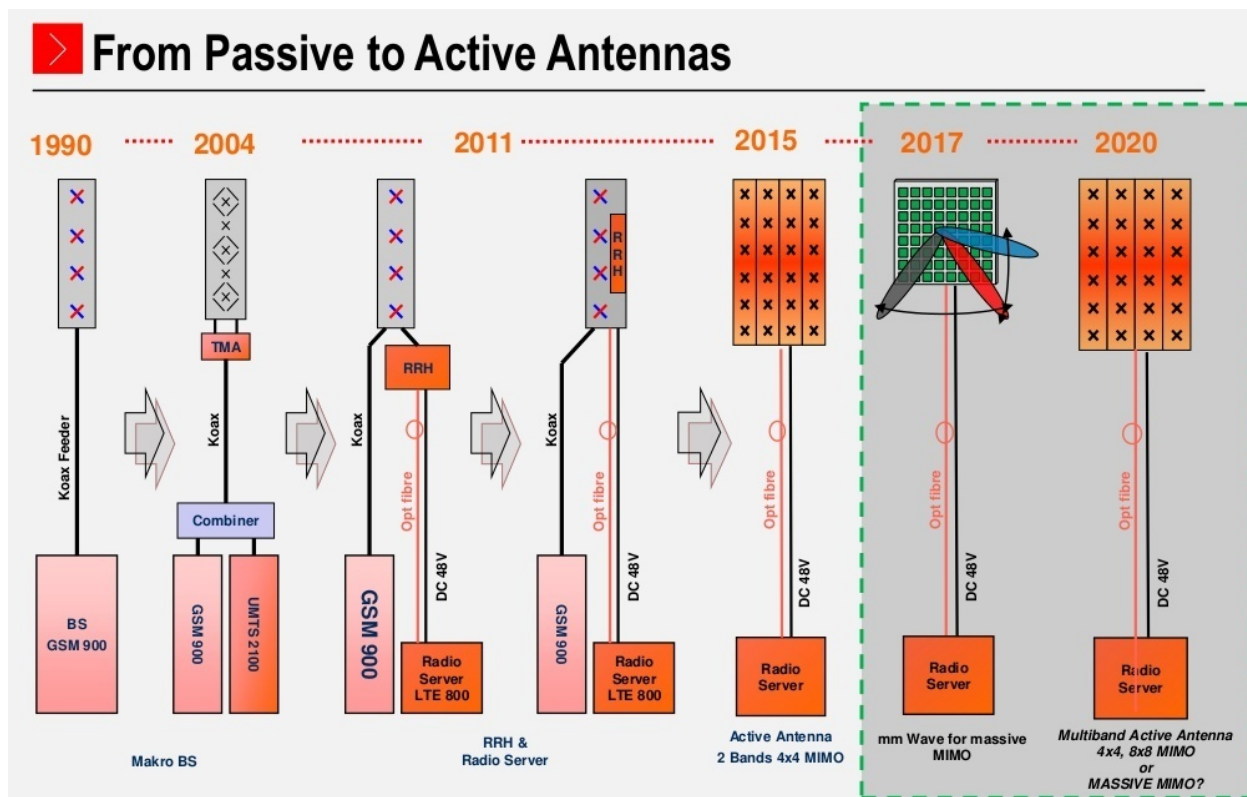 From Passive to Active Antennas
1990
2004
2011
2015
2017
2020
Koax Feeder
BS
GSM 900
TMA
Koax
Combiner
GSM 900
UMTS 2100
Makro BS
RRH
Koax
Opt fibre
DC 48V
GSM 900
Radio
Server
LTE 800
RRH
Koax
Opt fibre
DC 48V
GSM 900
Radio
Server
LTE 800
RRH &
Radio Server
Opt fibre
DC 48V
Radio
Server
Active Antenna
2 Bands 4x4 MIMO
Opt fibre
DC 48V
Radio
Server
mm Wave for massive
MIMO
Opt fibre
DC 48V
Radio
Server
Multiband Active Antenna
4x4, 8x8 MIMO
or
MASSIVE MIMO?